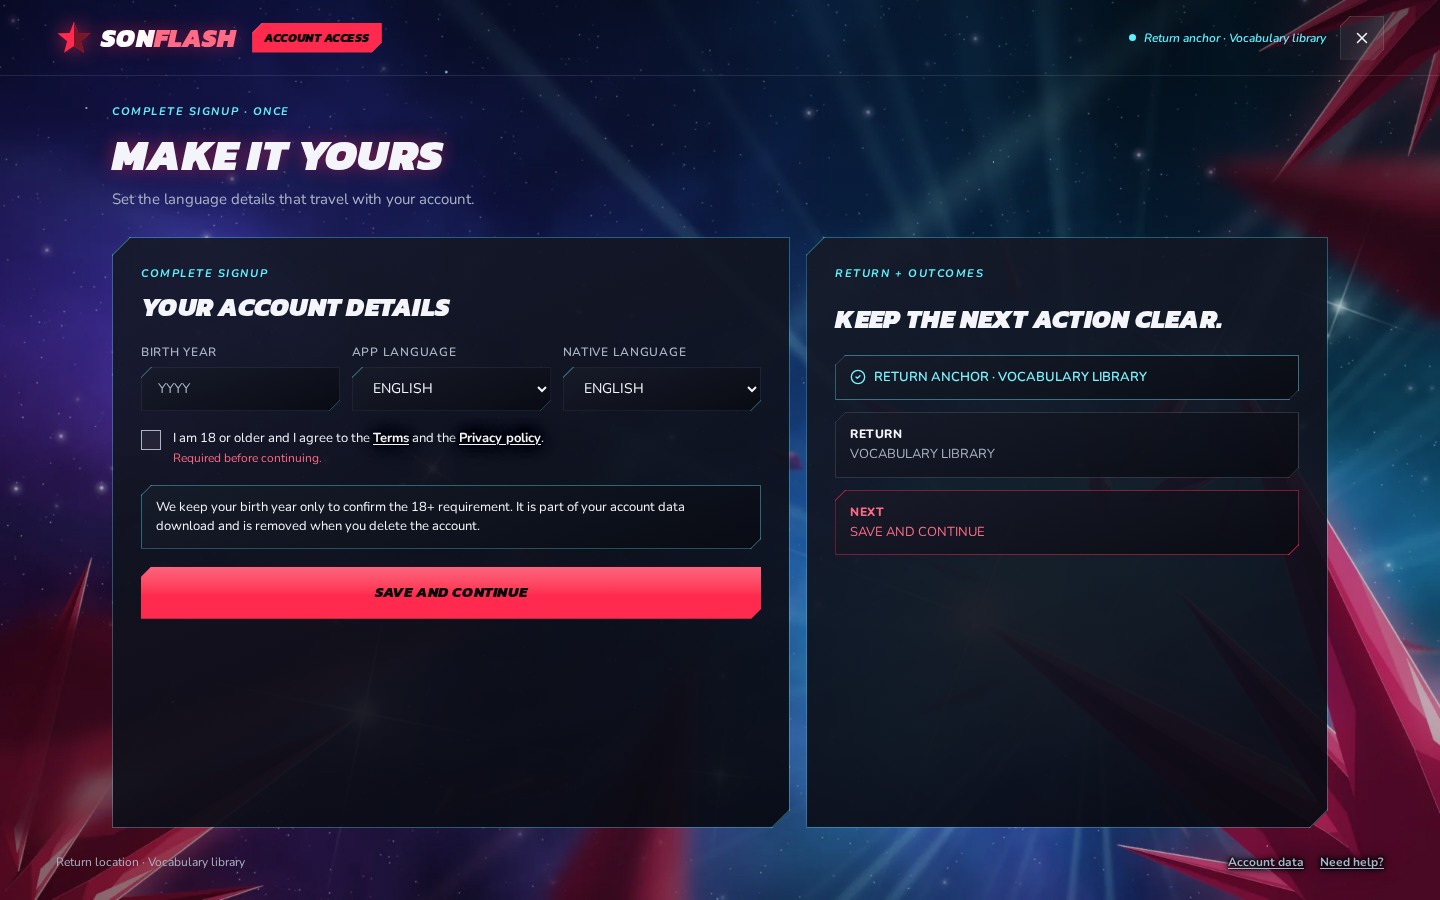 SONFLASH
ACCOUNT ACCESS
Return anchor · Vocabulary library
COMPLETE SIGNUP · ONCE
MAKE IT YOURS
Set the language details that travel with your account.
COMPLETE SIGNUP
YOUR ACCOUNT DETAILS
BIRTH YEAR
APP LANGUAGE
NATIVE LANGUAGE
YYYY
ENGLISH
ENGLISH
I am 18 or older and I agree to the Terms and the Privacy policy.
Required before continuing.
We keep your birth year only to confirm the 18+ requirement. It is part of your account data
download and is removed when you delete the account.
SAVE AND CONTINUE
RETURN + OUTCOMES
KEEP THE NEXT ACTION CLEAR.
RETURN ANCHOR · VOCABULARY LIBRARY
RETURN
VOCABULARY LIBRARY
NEXT
SAVE AND CONTINUE
Return location · Vocabulary library
Account data
Need help?